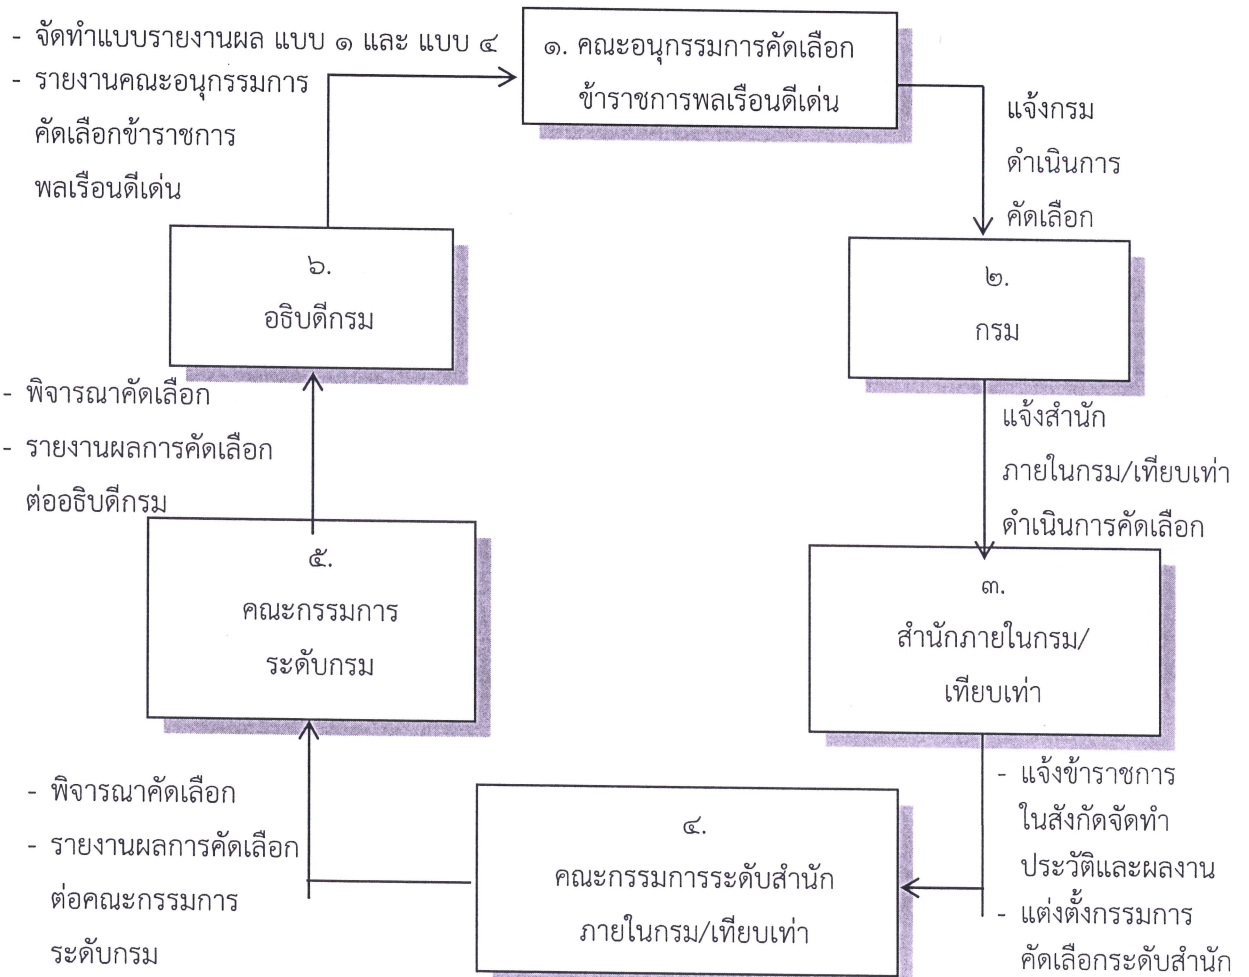 - จัดทำแบบรายงานผล แบบ ๑ และ แบบ ๔
- รายงานคณะอนุกรรมการ
คัดเลือกข้าราชการ
พลเรือนดีเด่น
๑. คณะอนุกรรมการคัดเลือก
ข้าราชการพลเรือนดีเด่น
แจ้งกรม
ดำเนินการ
คัดเลือก
๒.
กรม
แจ้งสำนัก
ภายในกรม/เทียบเท่า
ดำเนินการคัดเลือก
๓.
สำนักภายในกรม/
เทียบเท่า
- แจ้งข้าราชการ
ในสังกัดจัดทำ
ประวัติและผลงาน
- แต่งตั้งกรรมการ
คัดเลือกระดับสำนัก
๔.
คณะกรรมการระดับสำนัก
ภายในกรม/เทียบเท่า
- พิจารณาคัดเลือก
- รายงานผลการคัดเลือก
ต่อคณะกรรมการ
ระดับกรม
๕.
คณะกรรมการ
ระดับกรม
- พิจารณาคัดเลือก
- รายงานผลการคัดเลือก
ต่ออธิบดีกรม
๖.
อธิบดีกรม